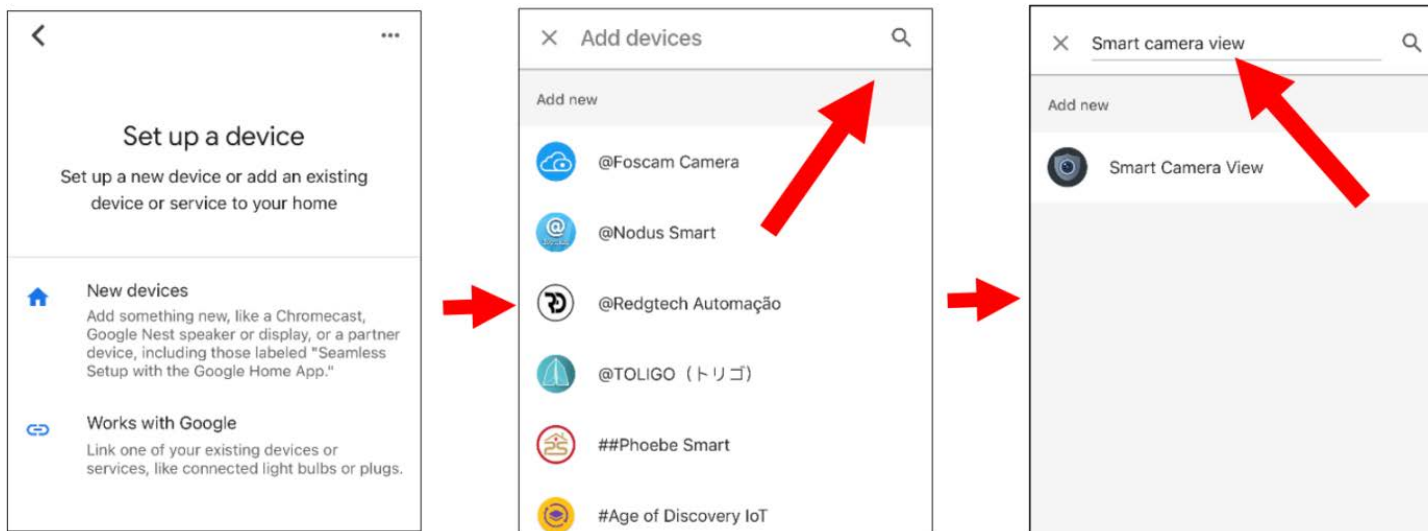 Set up a device
Set up a new device or add an existing
device or service to your home
New devices
Add something new, like a Chromecast,
Google Nest speaker or display, or a partner
device, including those labeled "Seamless
Setup with the Google Home App."
Works with Google
Link one of your existing devices or
services, like connected light bulbs or plugs.
Add devices
Add new
@Foscam Camera
@Nodus Smart
@Redgtech Automação
@TOLIGO（トリゴ）
##Phoebe Smart
#Age of Discovery IoT
Smart camera view
Add new
Smart Camera View